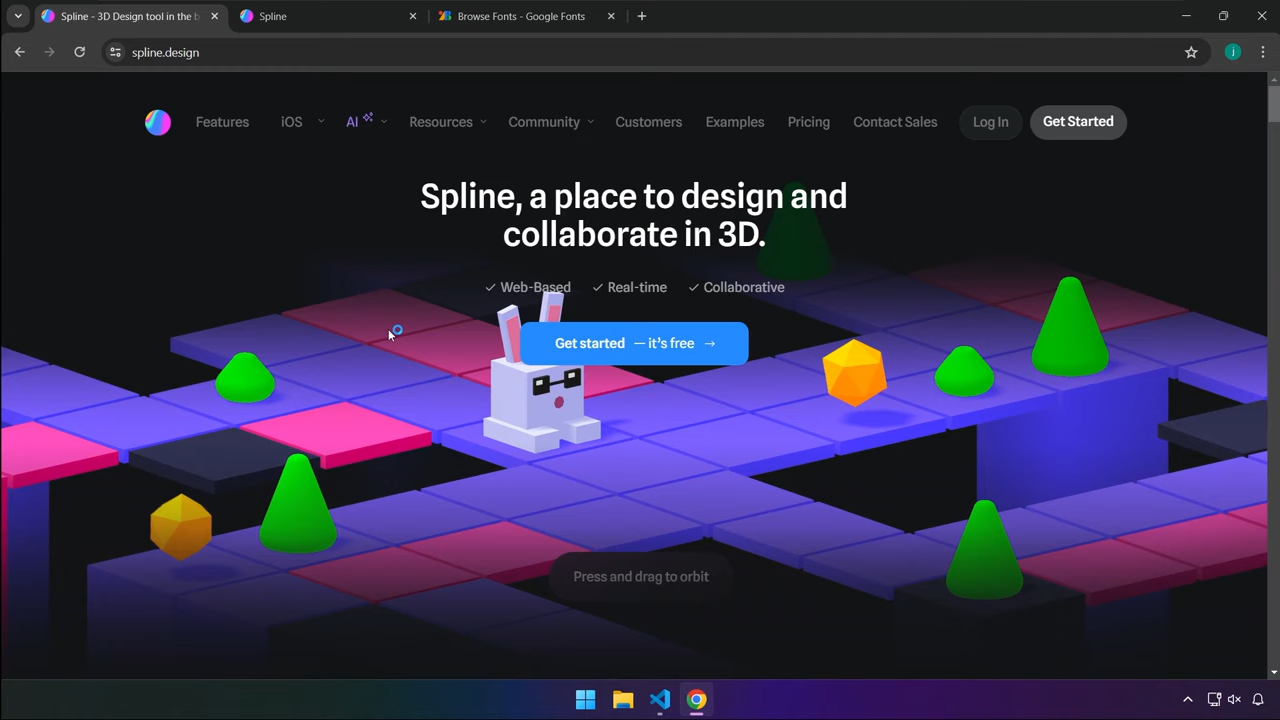 Spline - 3D Design tool in the b
Spline
Browse Fonts - Google Fonts
spline.design
j
Features
iOS
AI
Resources
Community
Customers
Examples
Pricing
Contact Sales
Log In
Get Started
Spline, a place to design and
collaborate in 3D.
Web-Based
Real-time
Collaborative
Get started — it's free →
Press and drag to orbit